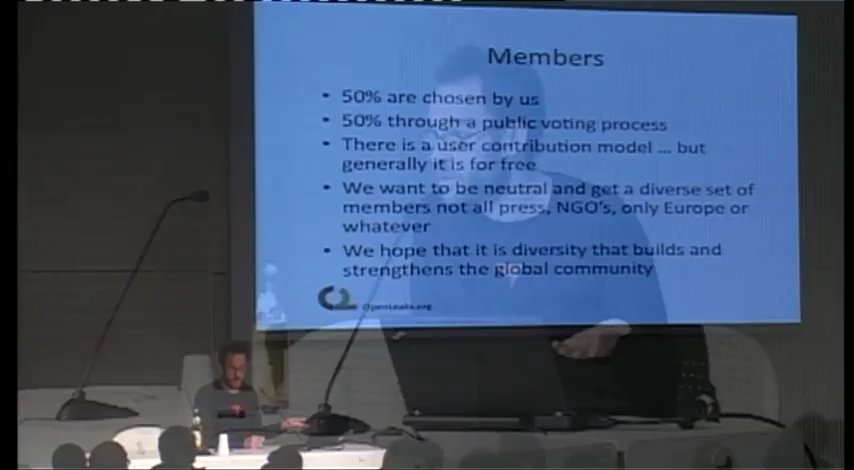 Members
• 50% are chosen by us
• 50% through a public voting process
• There is a user contribution model ... but
generally it is for free
• We want to be neutral and get a diverse set of
members not all press, NGO's, only Europe or
whatever
• We hope that it is diversity that builds and
strengthens the global community
OpenLeaks.org